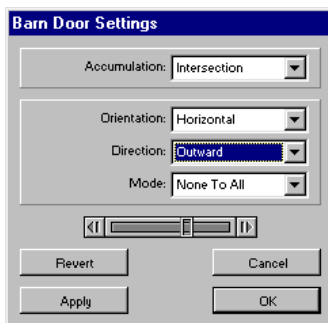 Barn Door Settings
Accumulation: Intersection
Orientation: Horizontal
Direction: Outward
Mode: None To All
Revert Cancel
Apply OK